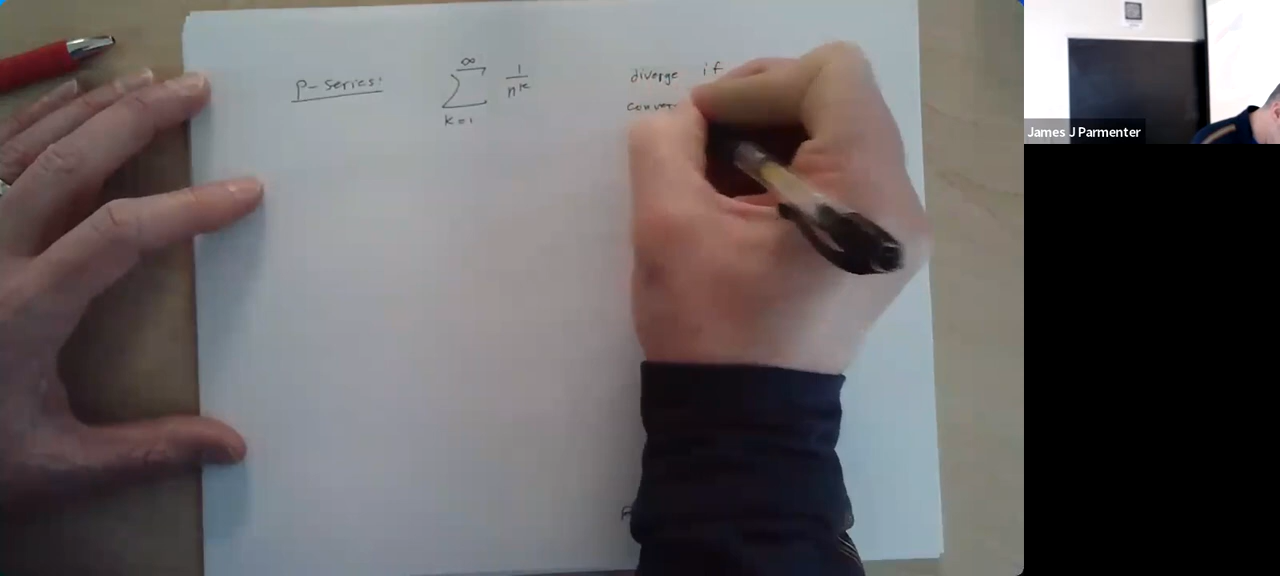 p-series: ∞ ∑ k=1 1/n^k diverge if
James J Parmenter